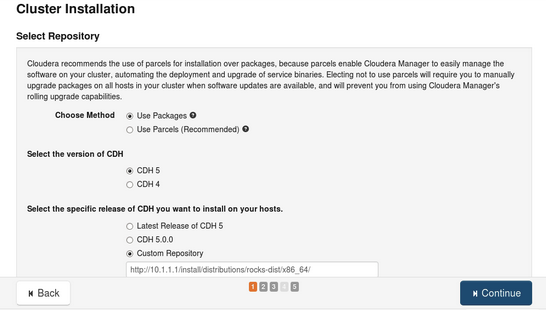 Cluster Installation
Select Repository
Cloudera recommends the use of parcels for installation over packages, because parcels enable Cloudera Manager to easily manage the
software on your cluster, automating the deployment and upgrade of service binaries. Electing not to use parcels will require you to manually
upgrade packages on all hosts in your cluster when software updates are available, and will prevent you from using Cloudera Manager's
rolling upgrade capabilities.
Choose Method Use Packages ?
Use Parcels (Recommended) ?
Select the version of CDH
CDH 5
CDH 4
Select the specific release of CDH you want to install on your hosts.
Latest Release of CDH 5
CDH 5.0.0
Custom Repository
http://10.1.1.1/install/distributions/rocks-dist/x86_64/
Back 1 2 3 4 5 Continue